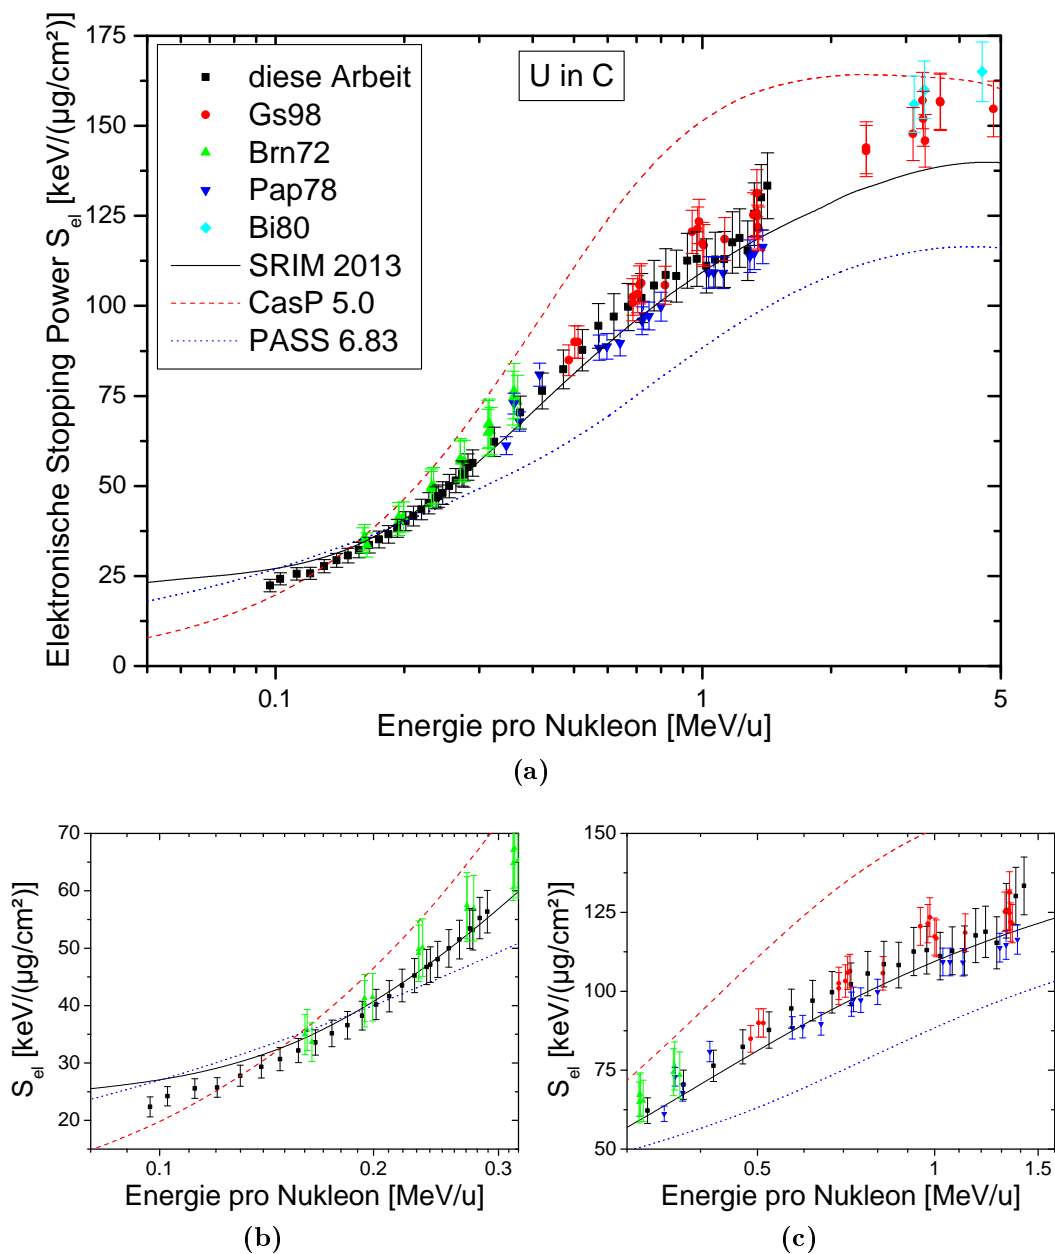 Elektronische Stopping Power S_el [keV/(µg/cm²)]
175
150
125
100
75
50
25
0
diese Arbeit
Gs98
Brn72
Pap78
Bi80
SRIM 2013
CasP 5.0
PASS 6.83
U in C
0.1
1
5
Energie pro Nukleon [MeV/u]
(a)
S_el [keV/(µg/cm²)]
70
60
50
40
30
20
0.1
0.2
0.3
Energie pro Nukleon [MeV/u]
(b)
S_el [keV/(µg/cm²)]
150
125
100
75
50
0.5
1
1.5
Energie pro Nukleon [MeV/u]
(c)